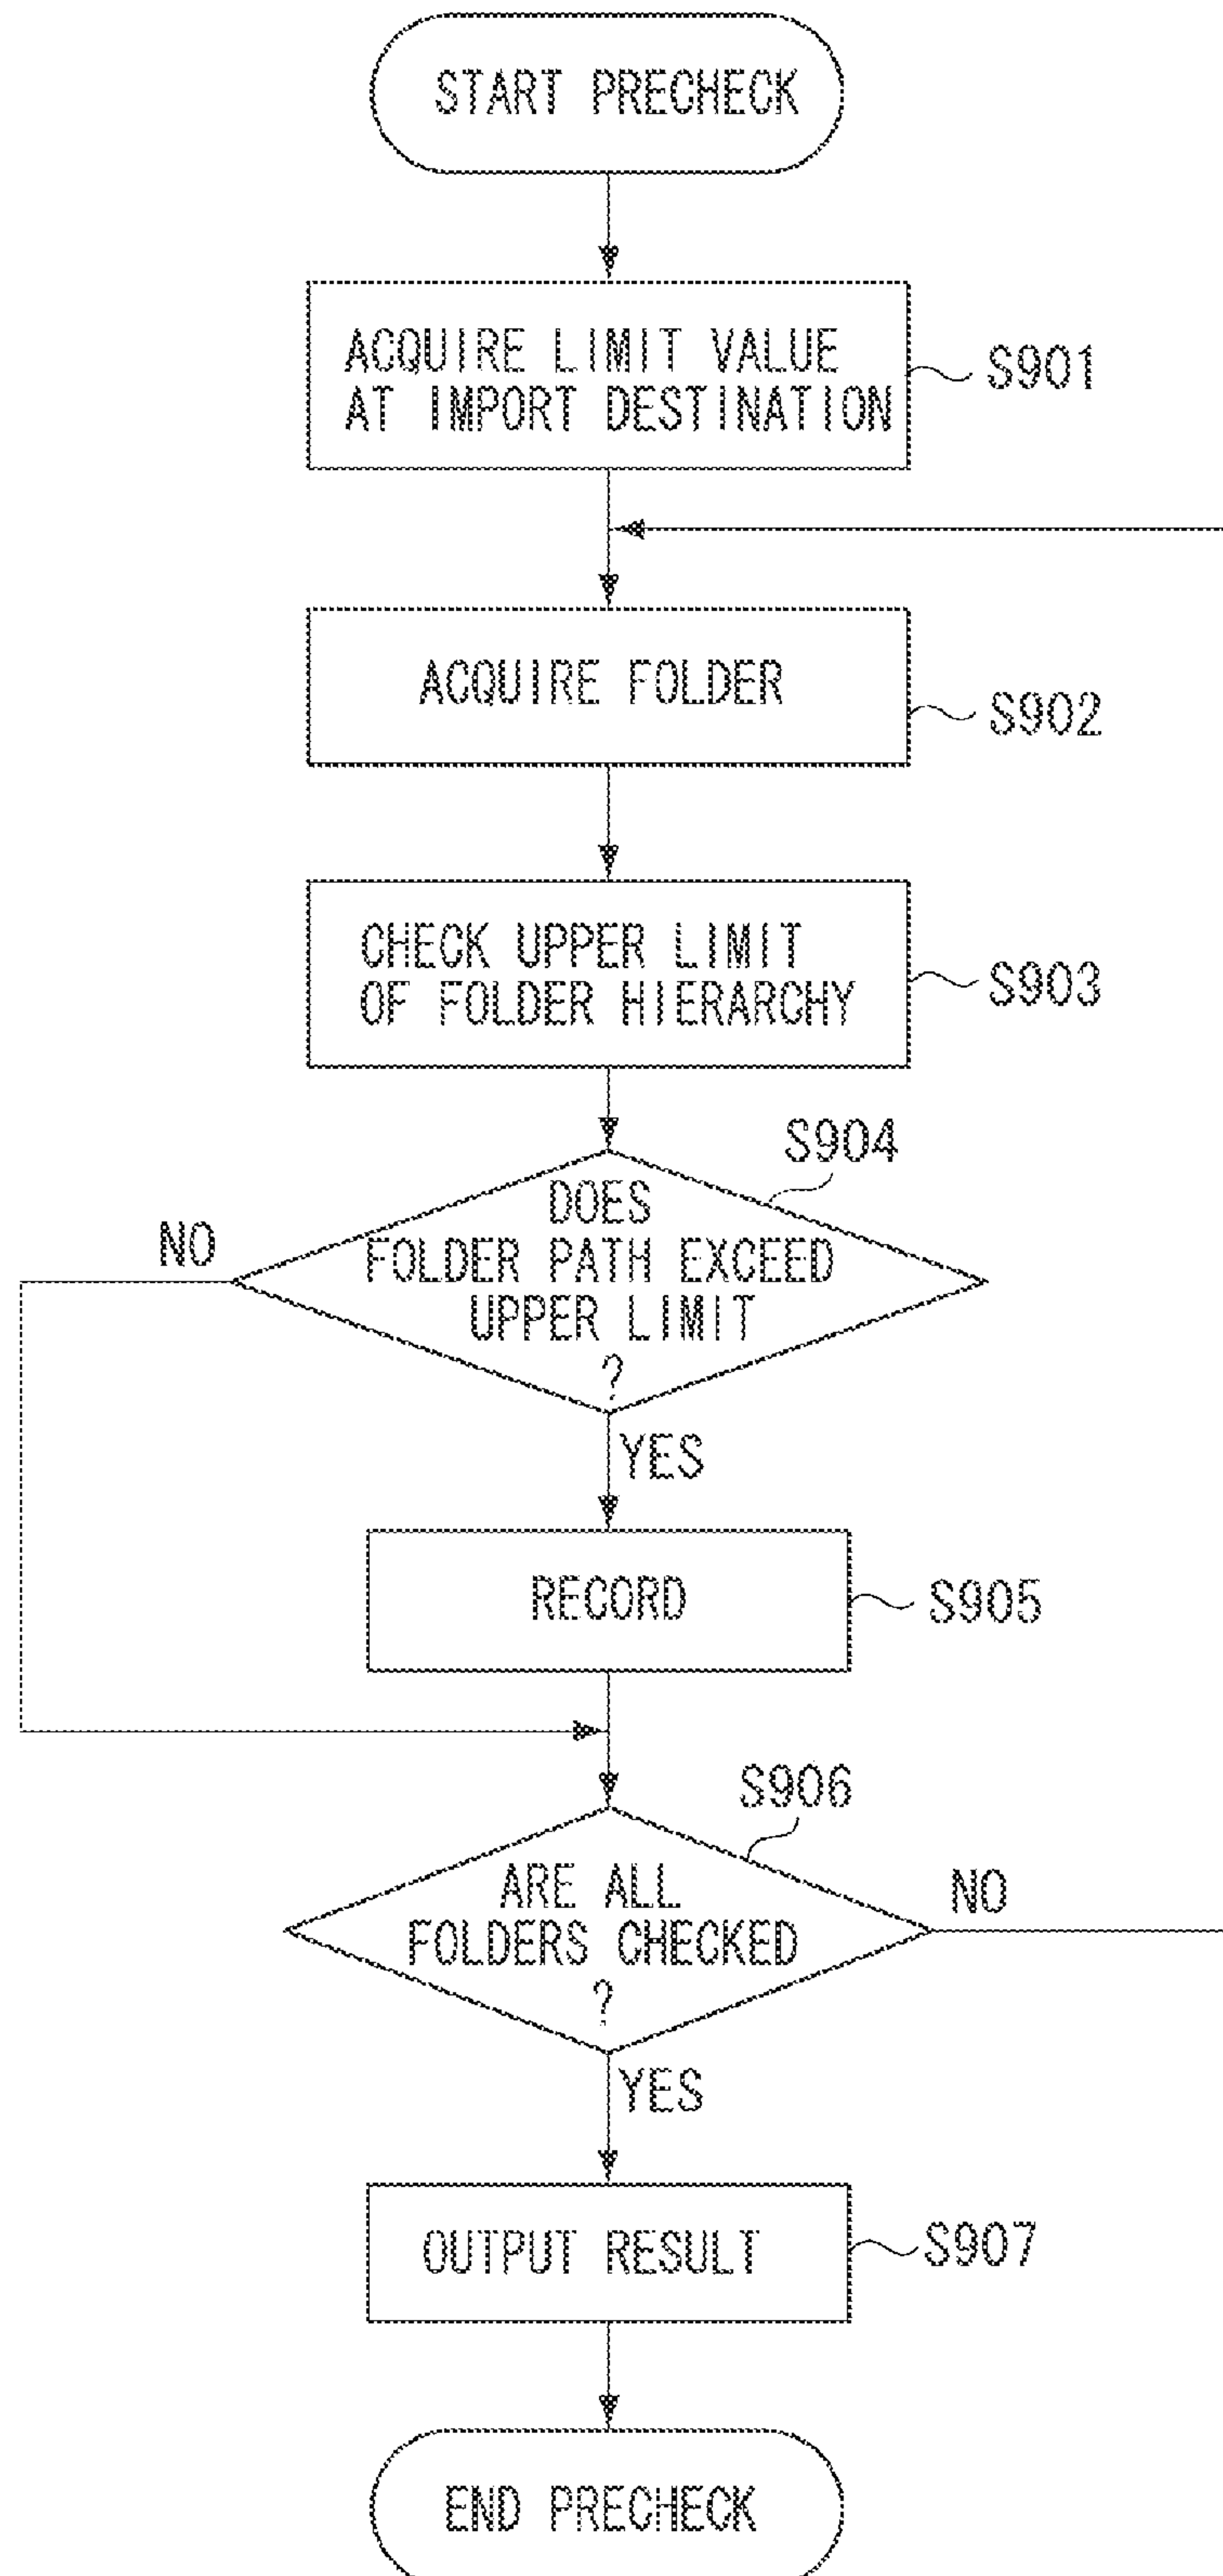 START PRECHECK
ACQUIRE LIMIT VALUE
AT IMPORT DESTINATION
S901
ACQUIRE FOLDER
S902
CHECK UPPER LIMIT
OF FOLDER HIERARCHY
S903
S904
DOES
FOLDER PATH EXCEED
UPPER LIMIT
?
NO
YES
RECORD
S905
S906
ARE ALL
FOLDERS CHECKED
?
NO
YES
OUTPUT RESULT
S907
END PRECHECK